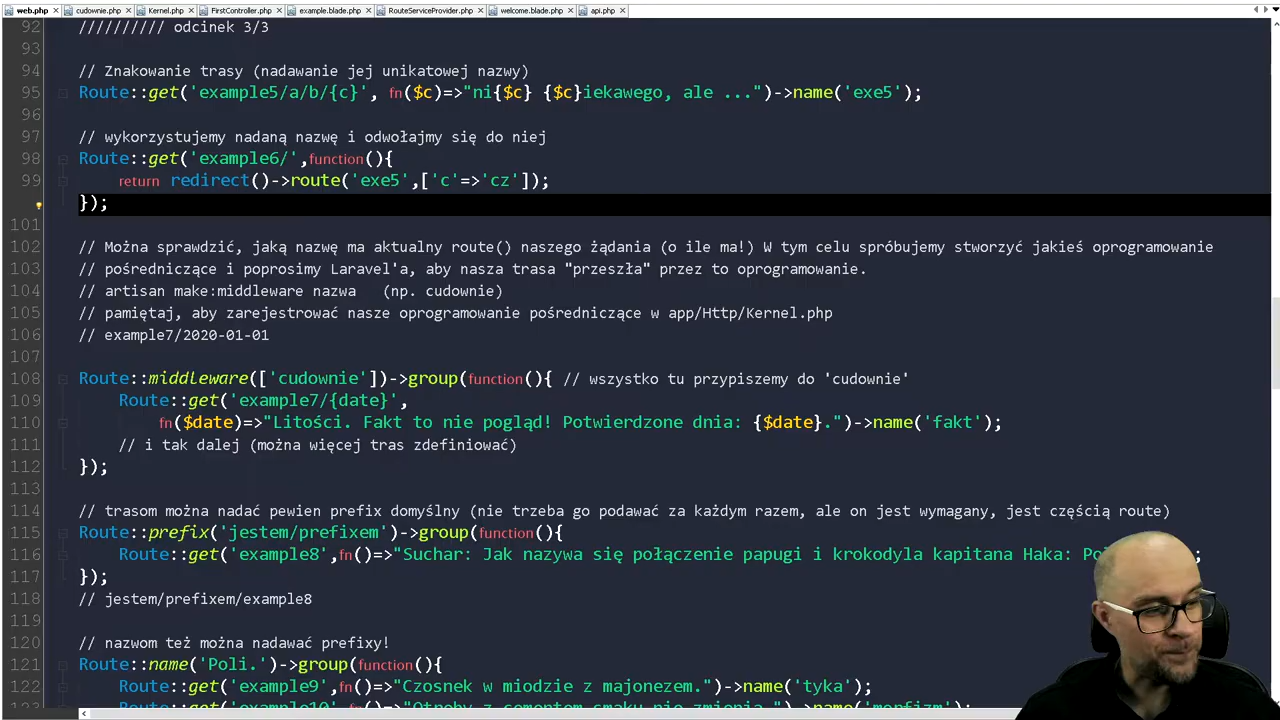 web.php cudownie.php Kernel.php FirstController.php example.blade.php RouteServiceProvider.php welcome.blade.php api.php
92 ////////// odcinek 3/3
93
94 // Znakowanie trasy (nadawanie jej unikatowej nazwy)
95 Route::get('example5/a/b/{c}', fn($c)=>"ni{$c} {$c}iekawego, ale ...")->name('exe5');
96
97 // wykorzystujemy nadaną nazwę i odwołajmy się do niej
98 Route::get('example6/',function(){
99 return redirect()->route('exe5',['c'=>'cz']);
});
101
102 // Można sprawdzić, jaką nazwę ma aktualny route() naszego żądania (o ile ma!) W tym celu spróbujemy stworzyć jakieś oprogramowanie
103 // pośredniczące i poprosimy Laravel'a, aby nasza trasa "przeszła" przez to oprogramowanie.
104 // artisan make:middleware nazwa (np. cudownie)
105 // pamiętaj, aby zarejestrować nasze oprogramowanie pośredniczące w app/Http/Kernel.php
106 // example7/2020-01-01
107
108 Route::middleware(['cudownie'])->group(function(){ // wszystko tu przypiszemy do 'cudownie'
109 Route::get('example7/{date}',
110 fn($date)=>"Litości. Fakt to nie pogląd! Potwierdzone dnia: {$date}.")->name('fakt');
111 // i tak dalej (można więcej tras zdefiniować)
112 });
113
114 // trasom można nadać pewien prefix domyślny (nie trzeba go podawać za każdym razem, ale on jest wymagany, jest częścią route)
115 Route::prefix('jestem/prefixem')->group(function(){
116 Route::get('example8',fn()=>"Suchar: Jak nazywa się połączenie papugi i krokodyla kapitana Haka:
117 });
118 // jestem/prefixem/example8
119
120 // nazwom też można nadawać prefixy!
121 Route::name('Poli.')->group(function(){
122 Route::get('example9',fn()=>"Czosnek w miodzie z majonezem.")->name('tyka');